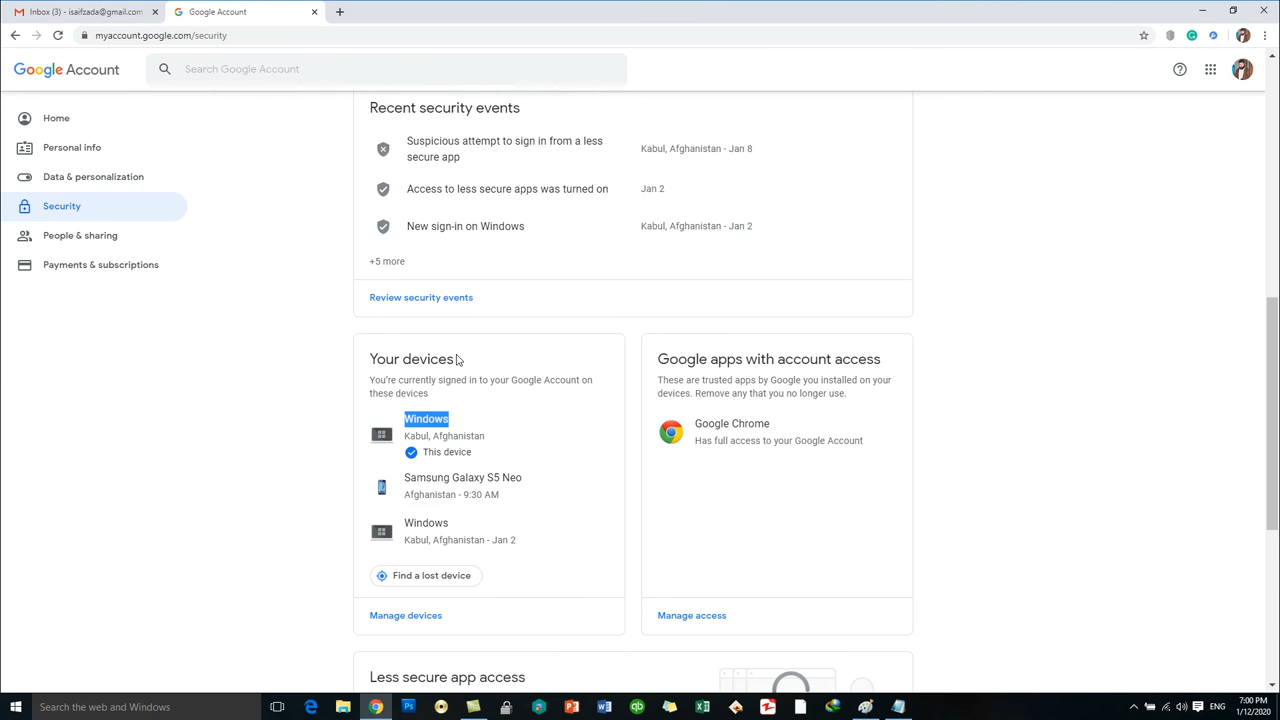 Inbox (3) - isaifzada@gmail.com
Google Account
myaccount.google.com/security
Google Account
Search Google Account
Home
Personal info
Data & personalization
Security
People & sharing
Payments & subscriptions
Recent security events
Suspicious attempt to sign in from a less
secure app
Kabul, Afghanistan - Jan 8
Access to less secure apps was turned on
Jan 2
New sign-in on Windows
Kabul, Afghanistan - Jan 2
+5 more
Review security events
Your devices
You're currently signed in to your Google Account on
these devices
Windows
Kabul, Afghanistan
This device
Samsung Galaxy S5 Neo
Afghanistan - 9:30 AM
Windows
Kabul, Afghanistan - Jan 2
Find a lost device
Manage devices
Google apps with account access
These are trusted apps by Google you installed on your
devices. Remove any that you no longer use.
Google Chrome
Has full access to your Google Account
Manage access
Less secure app access
Search the web and Windows
ENG
7:00 PM
1/12/2020